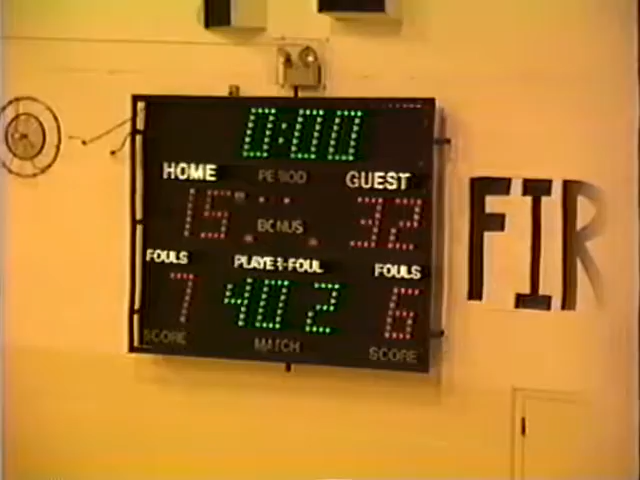 0:00
HOME PERIOD GUEST
15 BONUS 32
FOULS PLAYER-FOUL FOULS
7 40 2 6
SCORE MATCH SCORE
FIR